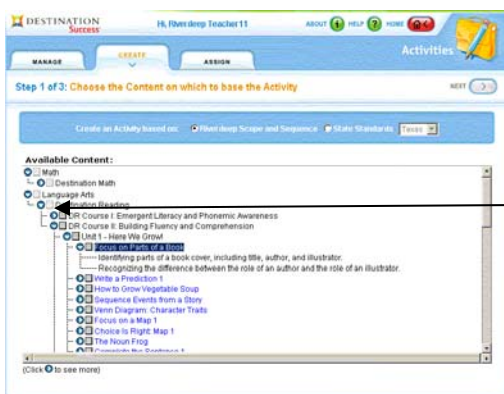 DESTINATION
Success
Hi, Riverdeep Teacher11
ABOUT HELP HOME
MANAGE
CREATE
ASSIGN
Activities
Step 1 of 3: Choose the Content on which to base the Activity
NEXT
Create an Activity based on: Riverdeep Scope and Sequence State Standards Texas
Available Content:
Math
Destination Math
Language Arts
Destination Reading
DR Course I: Emergent Literacy and Phonemic Awareness
DR Course II: Building Fluency and Comprehension
Unit 1 - Here We Grow!
Focus on Parts of a Book
Identifying parts of a book cover, including title, author, and illustrator.
Recognizing the difference between the role of an author and the role of an illustrator.
Write a Prediction 1
How to Grow Vegetable Soup
Sequence Events from a Story
Venn Diagram: Character Traits
Focus on a Map 1
Choice Is Right: Map 1
The Noun Frog
Complete the Sentence 1
(Click to see more)